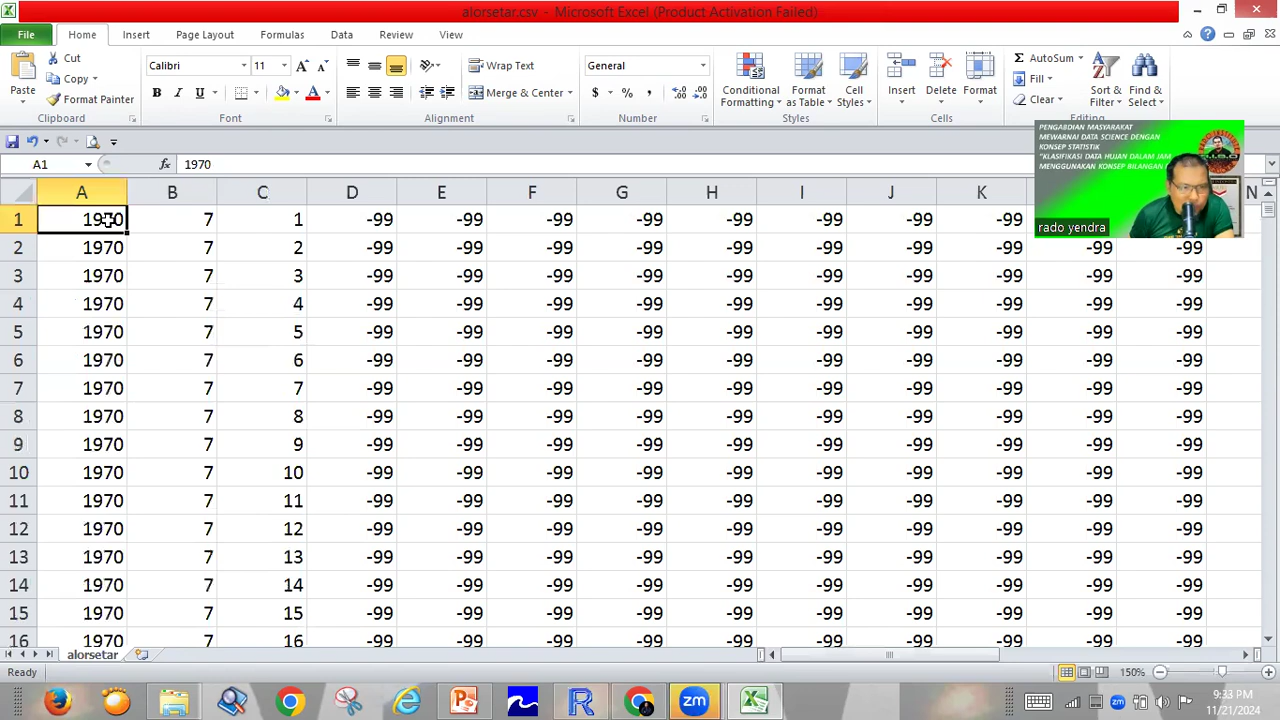 alorsetar.csv - Microsoft Excel (Product Activation Failed)
File Home Insert Page Layout Formulas Data Review View
Paste
Cut
Copy
Format Painter
Clipboard
Calibri 11
B I U
Font
Wrap Text
Merge & Center
Alignment
General
$ % ,
Number
Conditional Formatting
Format as Table
Cell Styles
Styles
Insert Delete Format
Cells
Σ AutoSum
Fill
Clear
Sort & Filter
Find & Select
Editing
A1 fx 1970
A B C D E F G H I J K N
1 1970 7 1 -99 -99 -99 -99 -99 -99 -99 -99 -99 -99
2 1970 7 2 -99 -99 -99 -99 -99 -99 -99 -99 -99 -99
3 1970 7 3 -99 -99 -99 -99 -99 -99 -99 -99 -99 -99
4 1970 7 4 -99 -99 -99 -99 -99 -99 -99 -99 -99 -99
5 1970 7 5 -99 -99 -99 -99 -99 -99 -99 -99 -99 -99
6 1970 7 6 -99 -99 -99 -99 -99 -99 -99 -99 -99 -99
7 1970 7 7 -99 -99 -99 -99 -99 -99 -99 -99 -99 -99
8 1970 7 8 -99 -99 -99 -99 -99 -99 -99 -99 -99 -99
9 1970 7 9 -99 -99 -99 -99 -99 -99 -99 -99 -99 -99
10 1970 7 10 -99 -99 -99 -99 -99 -99 -99 -99 -99 -99
11 1970 7 11 -99 -99 -99 -99 -99 -99 -99 -99 -99 -99
12 1970 7 12 -99 -99 -99 -99 -99 -99 -99 -99 -99 -99
13 1970 7 13 -99 -99 -99 -99 -99 -99 -99 -99 -99 -99
14 1970 7 14 -99 -99 -99 -99 -99 -99 -99 -99 -99 -99
15 1970 7 15 -99 -99 -99 -99 -99 -99 -99 -99 -99 -99
16 1970 7 16 -99 -99 -99 -99 -99 -99 -99 -99 -99 -99
PENGABDIAN MASYARAKAT
MEWARNAI DATA SCIENCE DENGAN
KONSEP STATISTIK
"KLASIFIKASI DATA HUJAN DALAM JAM
MENGGUNAKAN KONSEP BILANGAN
rado yendra
alorsetar
Ready 150%
zm
9:33 PM
11/21/2024